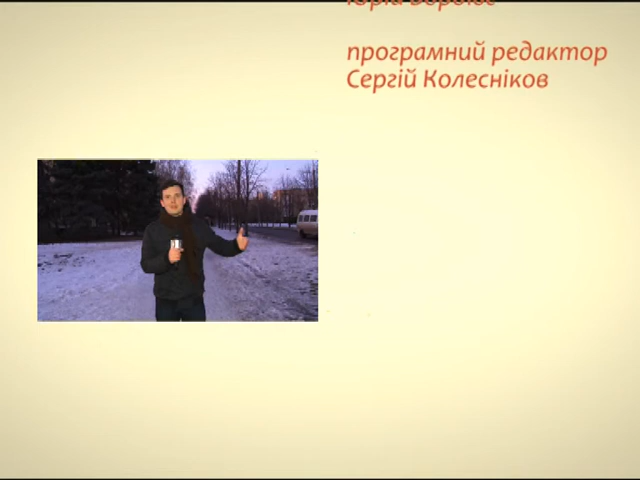 програмний редактор
Сергій Колесніков